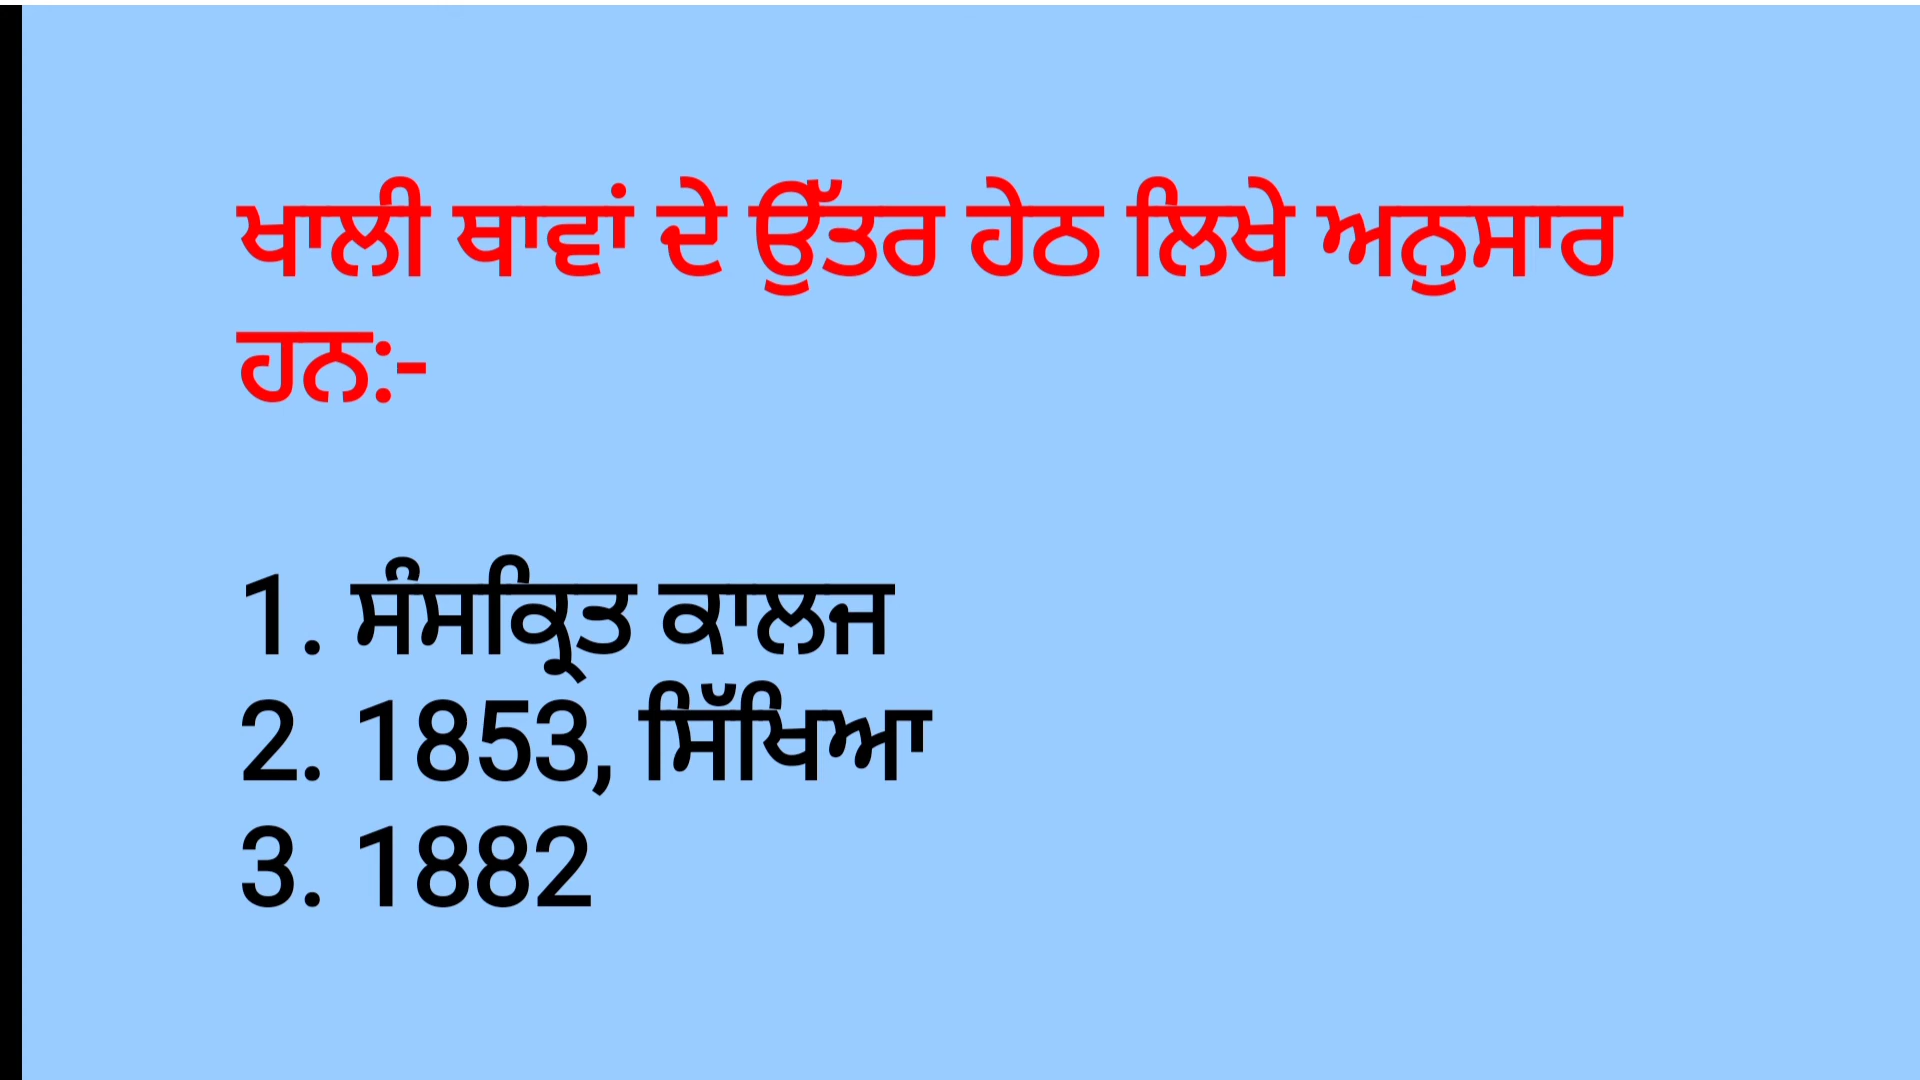 ਖਾਲੀ ਥਾਵਾਂ ਦੇ ਉੱਤਰ ਹੇਠ ਲਿਖੇ ਅਨੁਸਾਰ
ਹਨ:-
1. ਸੰਸਕ੍ਰਿਤ ਕਾਲਜ
2. 1853, ਸਿੱਖਿਆ
3. 1882